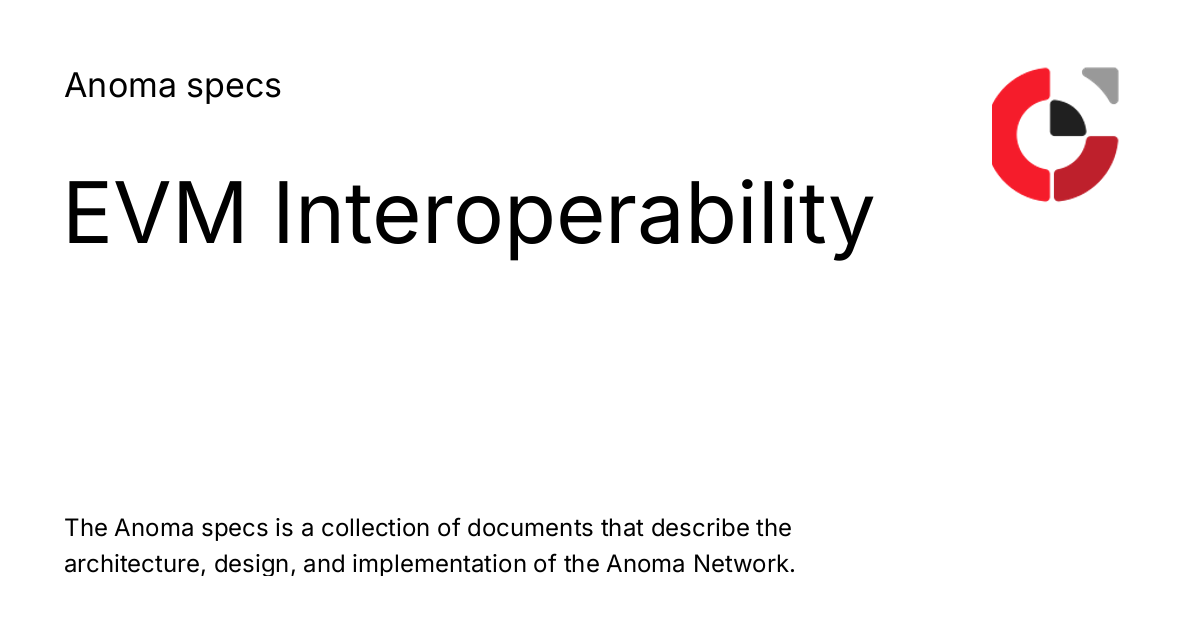 Anoma specs
EVM Interoperability
The Anoma specs is a collection of documents that describe the
architecture, design, and implementation of the Anoma Network.